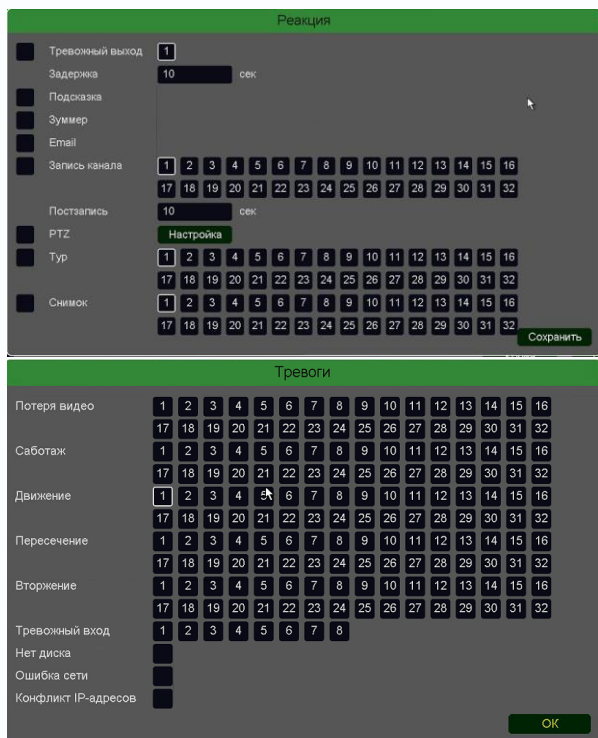 Реакция
Тревожный выход 1
Задержка 10 сек
Подсказка
Зуммер
Email
Запись канала 1 2 3 4 5 6 7 8 9 10 11 12 13 14 15 16
17 18 19 20 21 22 23 24 25 26 27 28 29 30 31 32
Постзапись 10 сек
PTZ Настройка
Тур 1 2 3 4 5 6 7 8 9 10 11 12 13 14 15 16
17 18 19 20 21 22 23 24 25 26 27 28 29 30 31 32
Снимок 1 2 3 4 5 6 7 8 9 10 11 12 13 14 15 16
17 18 19 20 21 22 23 24 25 26 27 28 29 30 31 32
Сохранить
Тревоги
Потеря видео 1 2 3 4 5 6 7 8 9 10 11 12 13 14 15 16
17 18 19 20 21 22 23 24 25 26 27 28 29 30 31 32
Саботаж 1 2 3 4 5 6 7 8 9 10 11 12 13 14 15 16
17 18 19 20 21 22 23 24 25 26 27 28 29 30 31 32
Движение 1 2 3 4 5 6 7 8 9 10 11 12 13 14 15 16
17 18 19 20 21 22 23 24 25 26 27 28 29 30 31 32
Пересечение 1 2 3 4 5 6 7 8 9 10 11 12 13 14 15 16
17 18 19 20 21 22 23 24 25 26 27 28 29 30 31 32
Вторжение 1 2 3 4 5 6 7 8 9 10 11 12 13 14 15 16
17 18 19 20 21 22 23 24 25 26 27 28 29 30 31 32
Тревожный вход 1 2 3 4 5 6 7 8
Нет диска
Ошибка сети
Конфликт IP-адресов
OK